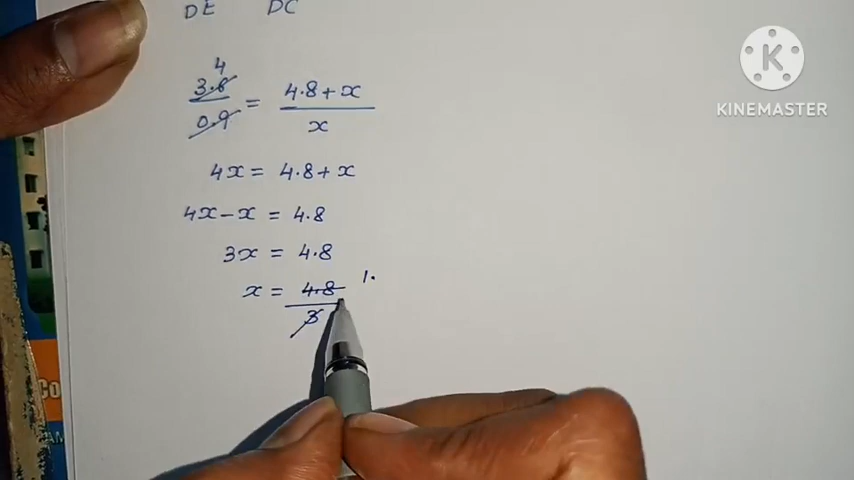 DE DC
4
3.6 = 4.8 + x
0.9 x
4x = 4.8 + x
4x - x = 4.8
3x = 4.8
x = 4.8 1.
3
K
KINEMASTER